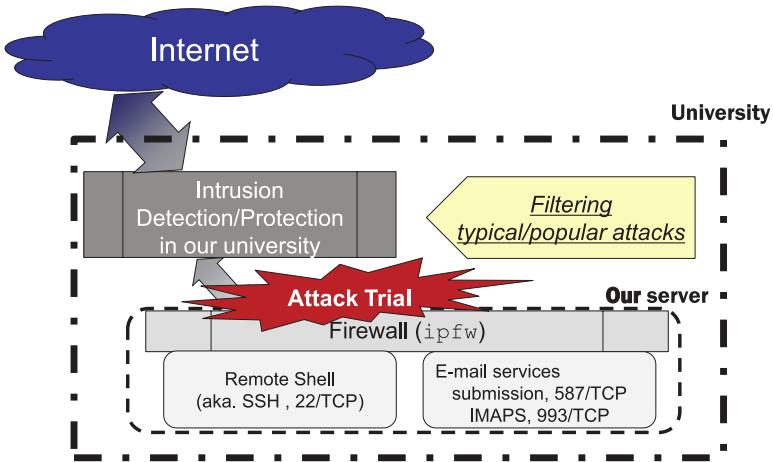 Internet
University
Intrusion
Detection/Protection
in our university
Filtering
typical/popular attacks
Attack Trial
Our server
Firewall (ipfw)
Remote Shell
(aka. SSH , 22/TCP)
E-mail services
submission, 587/TCP
IMAPS, 993/TCP